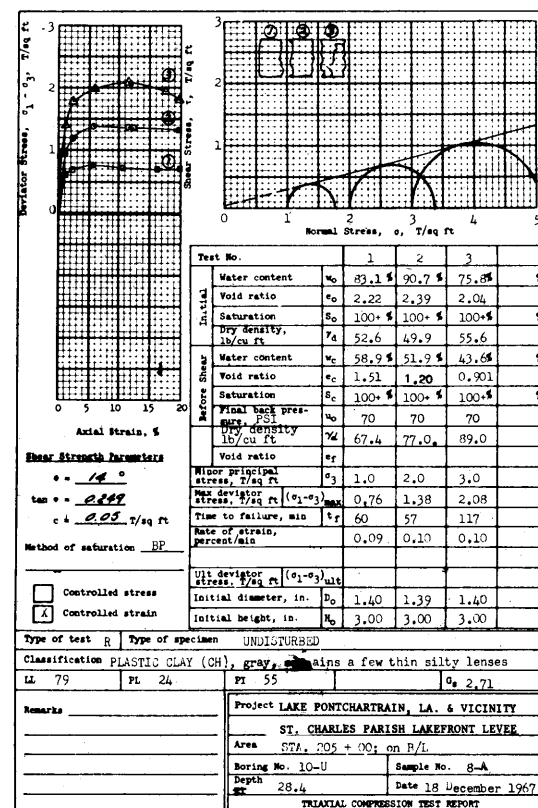 Deviator Stress, σ1 - σ3, T/sq ft
3
2
1
0
0 5 10 15 20
Axial Strain, %
③
②
①
Shear Stress, τ, T/sq ft
3
2
1
0 1 2 3 4 5
Normal Stress, σ, T/sq ft
① ② ③
Shear Strength Parameters
ø = 14 °
tan ø = 0.249
c = 0.05 T/sq ft
Method of saturation BP
Controlled stress
X Controlled strain
Test No. 1 2 3
Initial
Water content wo 83.1 % 90.7 % 75.8% %
Void ratio eo 2.22 2.39 2.04
Saturation So 100+ % 100+ % 100+% %
Dry density, lb/cu ft γd 52.6 49.9 55.6
Before Shear
Water content wc 58.9 % 51.9 % 43.6% %
Void ratio ec 1.51 1.20 0.901
Saturation Sc 100+ % 100+ % 100+% %
Final back pressure, PSI uo 70 70 70
Dry density lb/cu ft γd 67.4 77.0 89.0
Void ratio ef
Minor principal stress, T/sq ft σ3 1.0 2.0 3.0
Max deviator stress, T/sq ft (σ1-σ3)max 0.76 1.38 2.08
Time to failure, min tf 60 57 117
Rate of strain, percent/min 0.09 0.10 0.10
Ult deviator stress, T/sq ft (σ1-σ3)ult
Initial diameter, in. Do 1.40 1.39 1.40
Initial height, in. Ho 3.00 3.00 3.00
Type of test R Type of specimen UNDISTURBED
Classification PLASTIC CLAY (CH), gray, ains a few thin silty lenses
LL 79 PL 24 PI 55 Gs 2.71
Remarks
Project LAKE PONTCHARTRAIN, LA. & VICINITY
ST. CHARLES PARISH LAKEFRONT LEVEE
Area STA. 205 + 00; on B/L
Boring No. 10-U Sample No. 8-A
Depth 28.4 Date 18 December 1967
TRIAXIAL COMPRESSION TEST REPORT